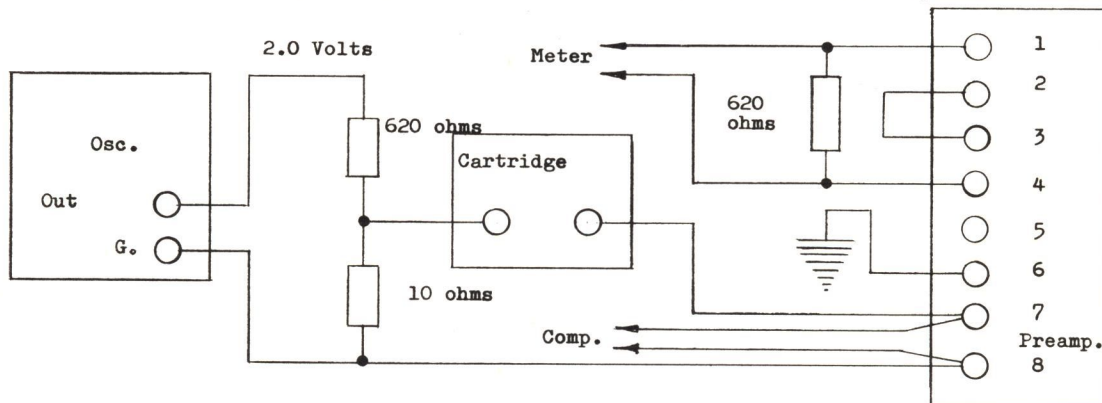 2.0 Volts
Meter
1
2
620 ohms
620
ohms
Osc.
3
Cartridge
4
Out
5
G.
6
10 ohms
7
Comp.
Preamp.
8